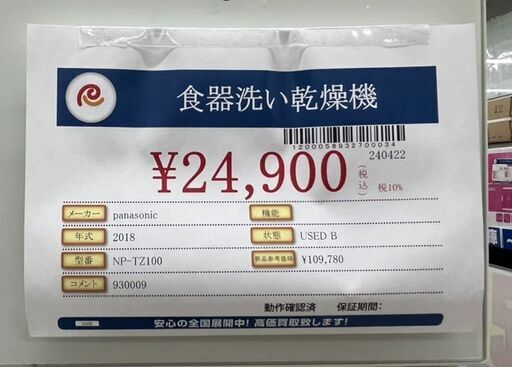 食器洗い乾燥機
1200058932700034
240422
¥24,900 (税込) 税10%
メーカー panasonic 機能
年式 2018 状態 USED B
型番 NP-TZ100 新品参考価格 ¥109,780
コメント 930009
動作確認済 保証期間:
安心の全国展開中! 高価買取致します!